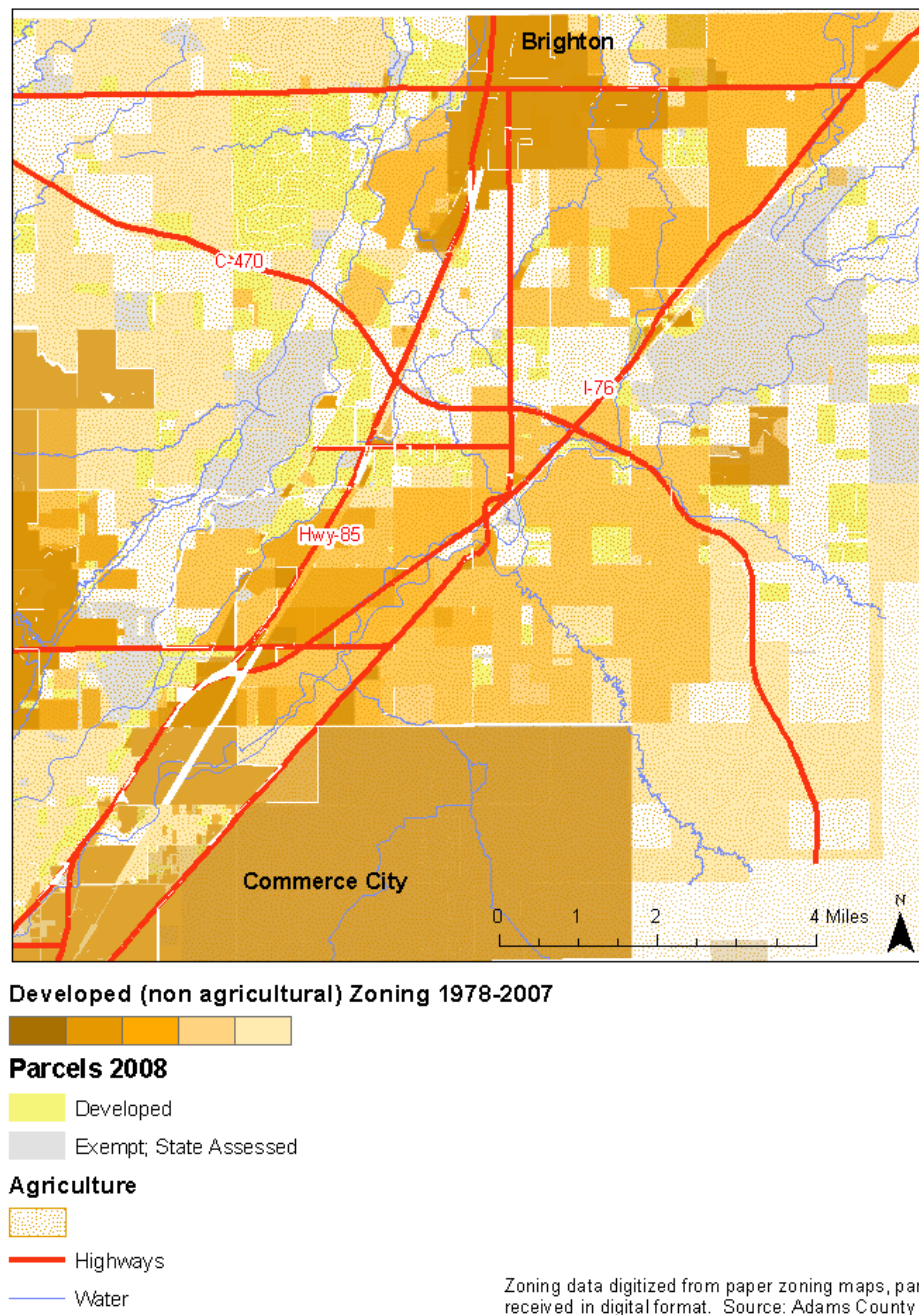 Brighton
C-470
I-76
Hwy-85
Commerce City
N
0 1 2 4 Miles
Developed (non agricultural) Zoning 1978-2007
Parcels 2008
Developed
Exempt; State Assessed
Agriculture
Highways
Water
Zoning data digitized from paper zoning maps, par
received in digital format. Source: Adams County